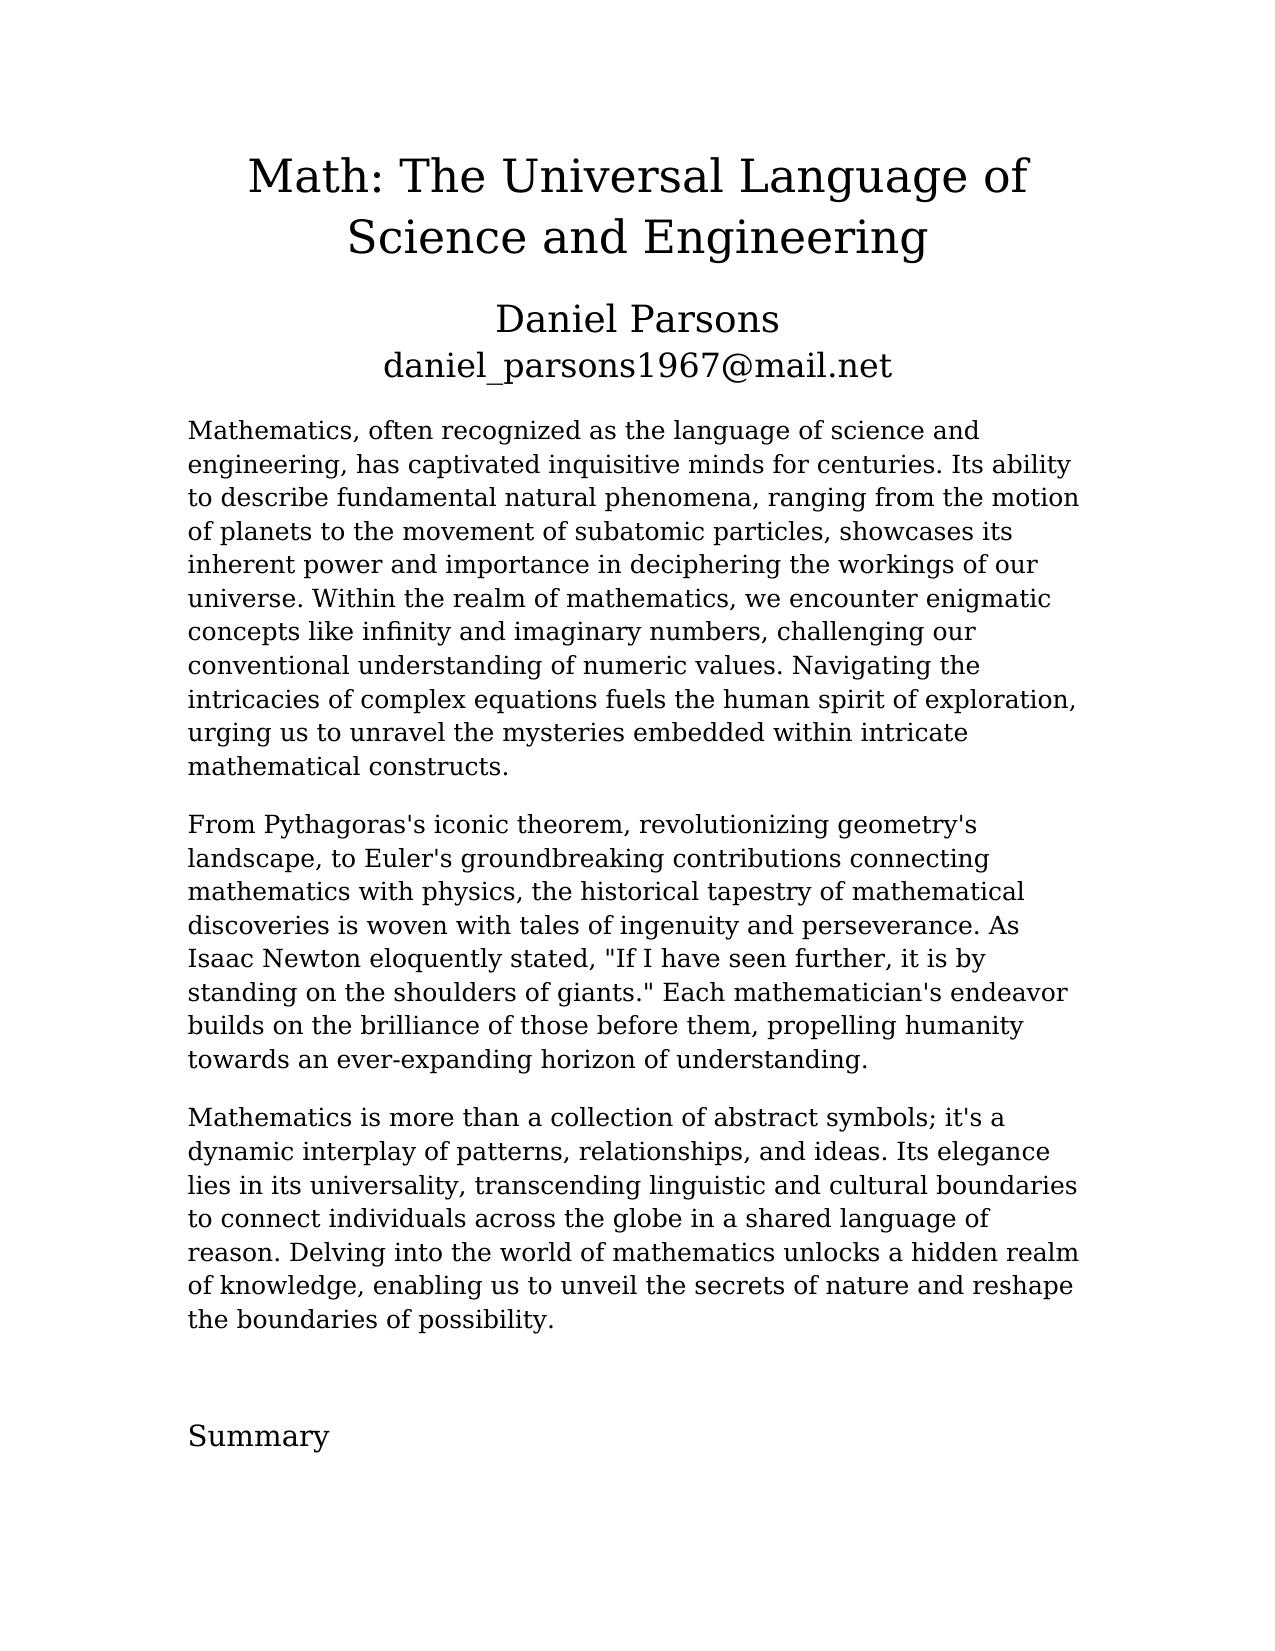 Math: The Universal Language of
Science and Engineering
Daniel Parsons
daniel_parsons1967@mail.net
Mathematics, often recognized as the language of science and
engineering, has captivated inquisitive minds for centuries. Its ability
to describe fundamental natural phenomena, ranging from the motion
of planets to the movement of subatomic particles, showcases its
inherent power and importance in deciphering the workings of our
universe. Within the realm of mathematics, we encounter enigmatic
concepts like infinity and imaginary numbers, challenging our
conventional understanding of numeric values. Navigating the
intricacies of complex equations fuels the human spirit of exploration,
urging us to unravel the mysteries embedded within intricate
mathematical constructs.
From Pythagoras's iconic theorem, revolutionizing geometry's
landscape, to Euler's groundbreaking contributions connecting
mathematics with physics, the historical tapestry of mathematical
discoveries is woven with tales of ingenuity and perseverance. As
Isaac Newton eloquently stated, "If I have seen further, it is by
standing on the shoulders of giants." Each mathematician's endeavor
builds on the brilliance of those before them, propelling humanity
towards an ever-expanding horizon of understanding.
Mathematics is more than a collection of abstract symbols; it's a
dynamic interplay of patterns, relationships, and ideas. Its elegance
lies in its universality, transcending linguistic and cultural boundaries
to connect individuals across the globe in a shared language of
reason. Delving into the world of mathematics unlocks a hidden realm
of knowledge, enabling us to unveil the secrets of nature and reshape
the boundaries of possibility.
Summary